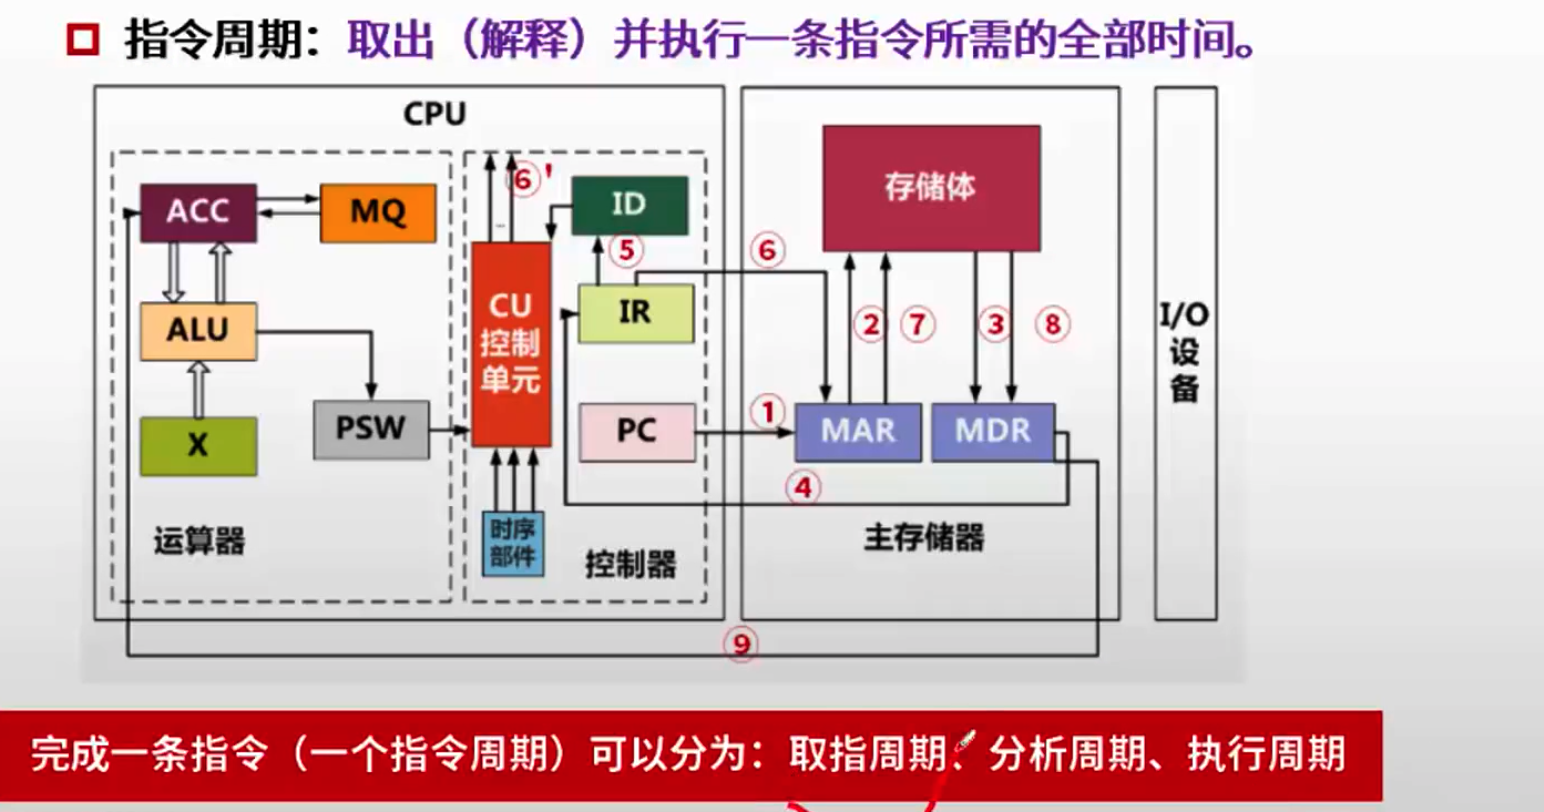 指令周期：取出（解释）并执行一条指令所需的全部时间。
CPU
ACC
MQ
⑥'
ID
存储体
⑤
⑥
CU
控制
单元
IR
ALU
②
⑦
③
⑧
I/O
设
备
X
PSW
PC
①
MAR
MDR
④
时序
部件
运算器
控制器
主存储器
⑨
完成一条指令（一个指令周期）可以分为：取指周期、分析周期、执行周期